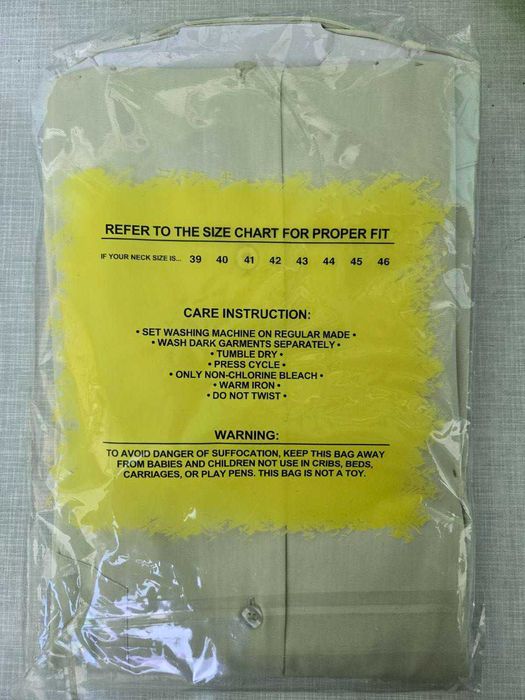 REFER TO THE SIZE CHART FOR PROPER FIT
IF YOUR NECK SIZE IS... 39 40 41 42 43 44 45 46
CARE INSTRUCTION:
• SET WASHING MACHINE ON REGULAR MADE •
• WASH DARK GARMENTS SEPARATELY •
• TUMBLE DRY •
• PRESS CYCLE •
• ONLY NON-CHLORINE BLEACH •
• WARM IRON •
• DO NOT TWIST •
WARNING:
TO AVOID DANGER OF SUFFOCATION, KEEP THIS BAG AWAY
FROM BABIES AND CHILDREN NOT USE IN CRIBS, BEDS,
CARRIAGES, OR PLAY PENS. THIS BAG IS NOT A TOY.